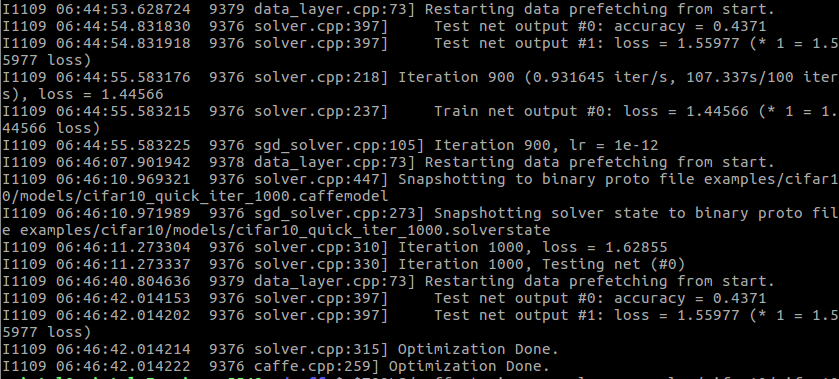 I1109 06:44:53.628724  9379 data_layer.cpp:73] Restarting data prefetching from start.
I1109 06:44:54.831830  9376 solver.cpp:397]     Test net output #0: accuracy = 0.4371
I1109 06:44:54.831918  9376 solver.cpp:397]     Test net output #1: loss = 1.55977 (* 1 = 1.5
5977 loss)
I1109 06:44:55.583176  9376 solver.cpp:218] Iteration 900 (0.931645 iter/s, 107.337s/100 iter
s), loss = 1.44566
I1109 06:44:55.583215  9376 solver.cpp:237]     Train net output #0: loss = 1.44566 (* 1 = 1.
44566 loss)
I1109 06:44:55.583225  9376 sgd_solver.cpp:105] Iteration 900, lr = 1e-12
I1109 06:46:07.901942  9378 data_layer.cpp:73] Restarting data prefetching from start.
I1109 06:46:10.969321  9376 solver.cpp:447] Snapshotting to binary proto file examples/cifar1
0/models/cifar10_quick_iter_1000.caffemodel
I1109 06:46:10.971989  9376 sgd_solver.cpp:273] Snapshotting solver state to binary proto fil
e examples/cifar10/models/cifar10_quick_iter_1000.solverstate
I1109 06:46:11.273304  9376 solver.cpp:310] Iteration 1000, loss = 1.62855
I1109 06:46:11.273337  9376 solver.cpp:330] Iteration 1000, Testing net (#0)
I1109 06:46:40.804636  9379 data_layer.cpp:73] Restarting data prefetching from start.
I1109 06:46:42.014153  9376 solver.cpp:397]     Test net output #0: accuracy = 0.4371
I1109 06:46:42.014202  9376 solver.cpp:397]     Test net output #1: loss = 1.55977 (* 1 = 1.5
5977 loss)
I1109 06:46:42.014214  9376 solver.cpp:315] Optimization Done.
I1109 06:46:42.014222  9376 caffe.cpp:259] Optimization Done.